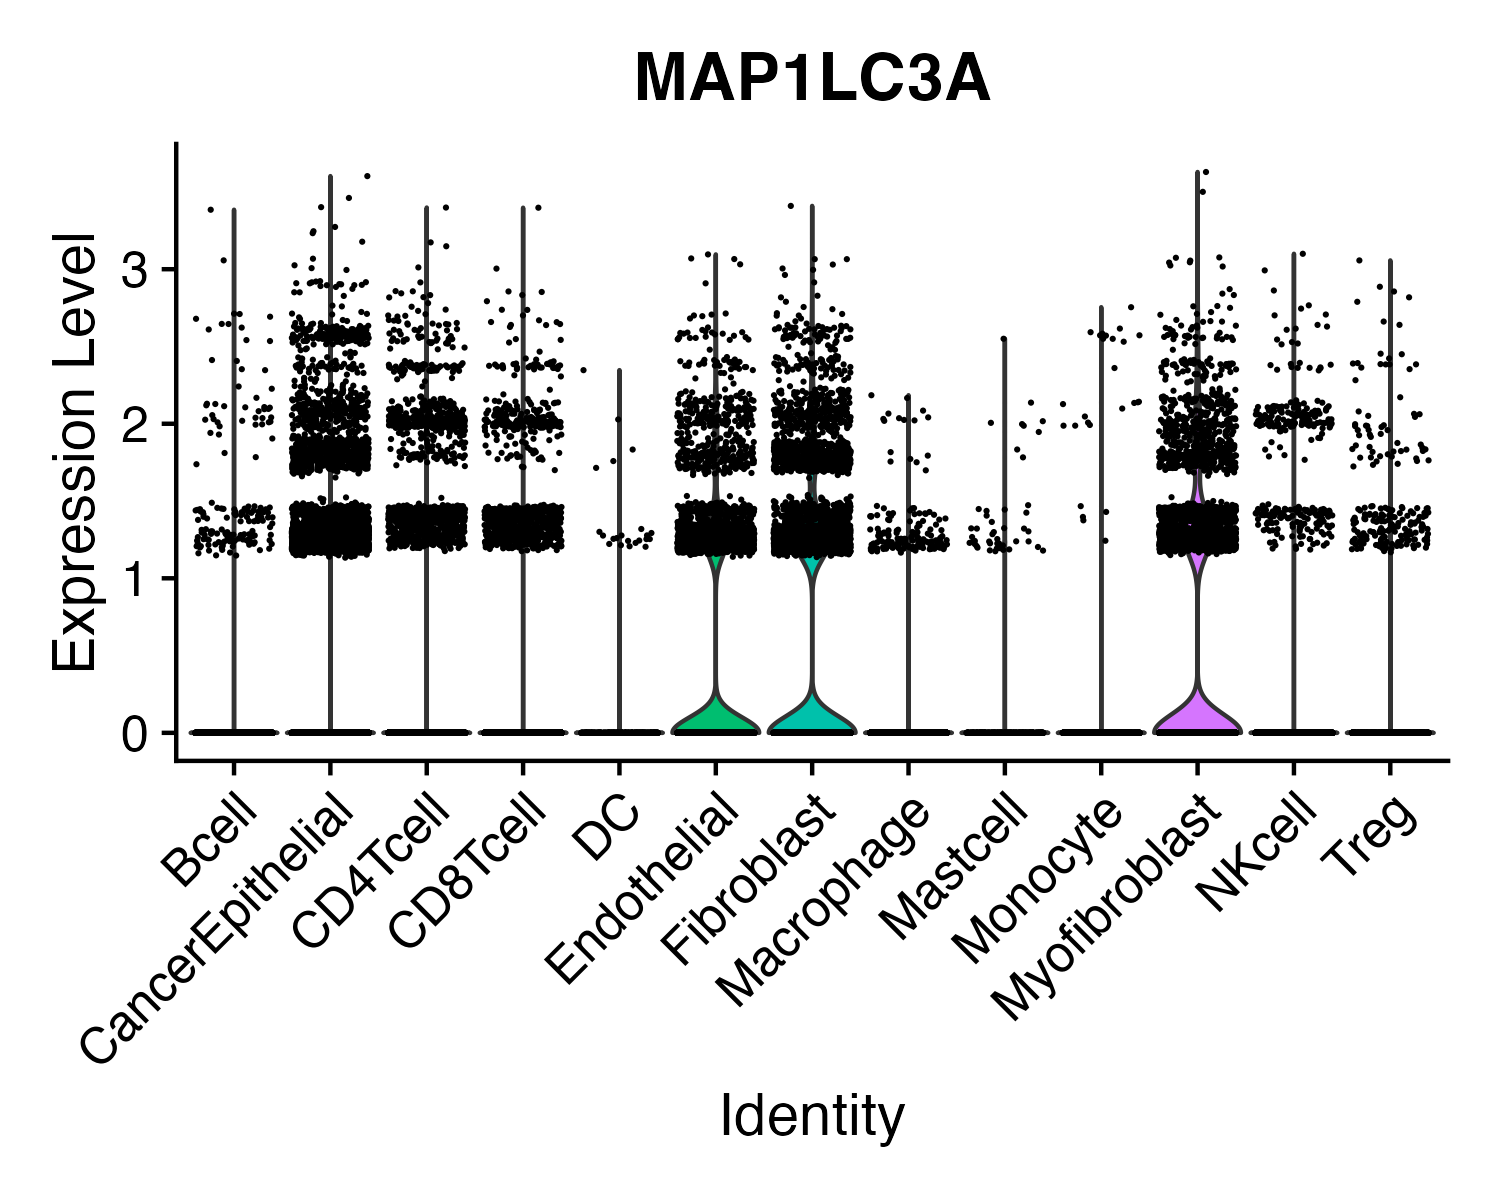 MAP1LC3A
Expression Level
3
2
1
0
Bcell
CancerEpithelial
CD4Tcell
CD8Tcell
DC
Endothelial
Fibroblast
Macrophage
Mastcell
Monocyte
Myofibroblast
NKcell
Treg
Identity